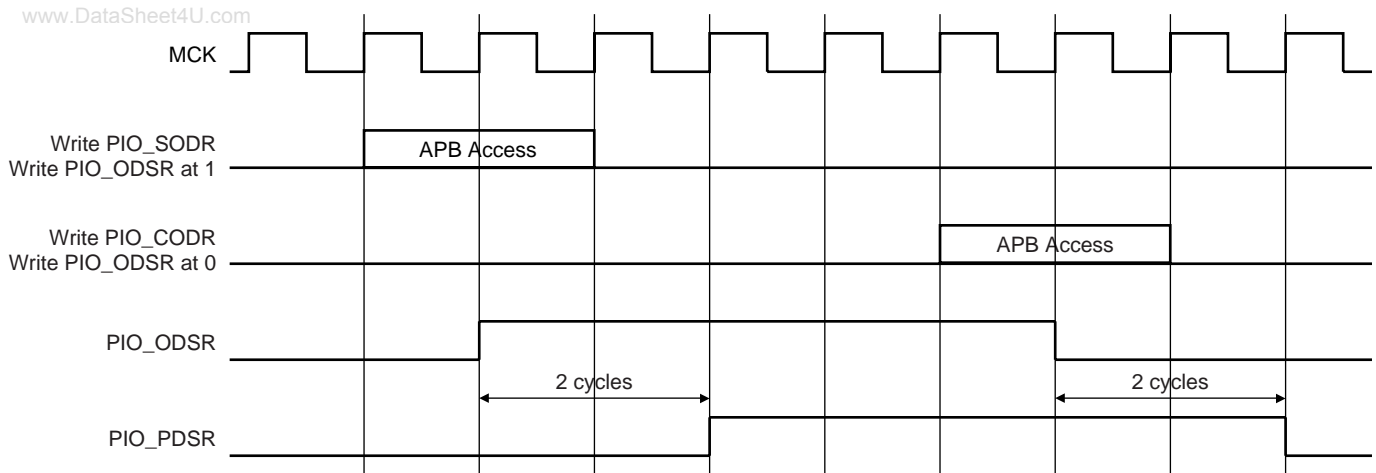 www.DataSheet4U.com
MCK
Write PIO_SODR
Write PIO_ODSR at 1
APB Access
Write PIO_CODR
Write PIO_ODSR at 0
APB Access
PIO_ODSR
2 cycles
2 cycles
PIO_PDSR